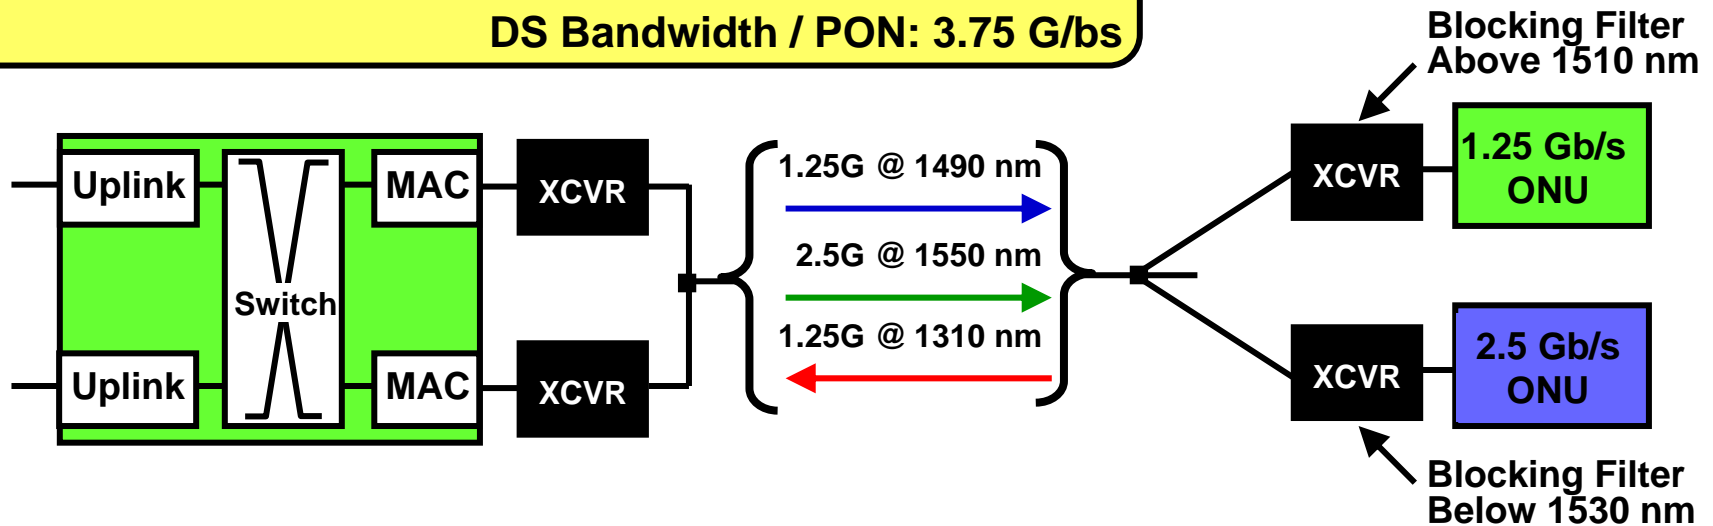 DS Bandwidth / PON: 3.75 G/bs
Blocking Filter
Above 1510 nm
Uplink
MAC
XCVR
1.25G @ 1490 nm
XCVR
1.25 Gb/s
ONU
2.5G @ 1550 nm
Switch
1.25G @ 1310 nm
Uplink
MAC
XCVR
XCVR
2.5 Gb/s
ONU
Blocking Filter
Below 1530 nm